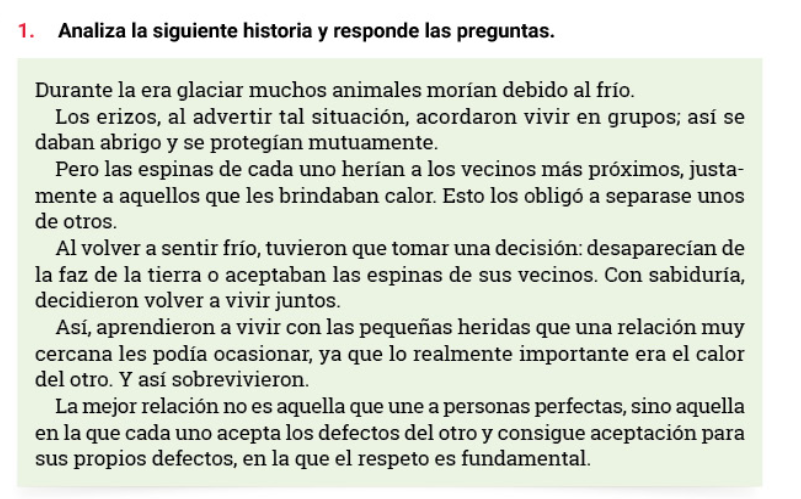 1. Analiza la siguiente historia y responde las preguntas.
Durante la era glaciar muchos animales morían debido al frío.
Los erizos, al advertir tal situación, acordaron vivir en grupos; así se
daban abrigo y se protegían mutuamente.
Pero las espinas de cada uno herían a los vecinos más próximos, justa-
mente a aquellos que les brindaban calor. Esto los obligó a separase unos
de otros.
Al volver a sentir frío, tuvieron que tomar una decisión: desaparecían de
la faz de la tierra o aceptaban las espinas de sus vecinos. Con sabiduría,
decidieron volver a vivir juntos.
Así, aprendieron a vivir con las pequeñas heridas que una relación muy
cercana les podía ocasionar, ya que lo realmente importante era el calor
del otro. Y así sobrevivieron.
La mejor relación no es aquella que une a personas perfectas, sino aquella
en la que cada uno acepta los defectos del otro y consigue aceptación para
sus propios defectos, en la que el respeto es fundamental.